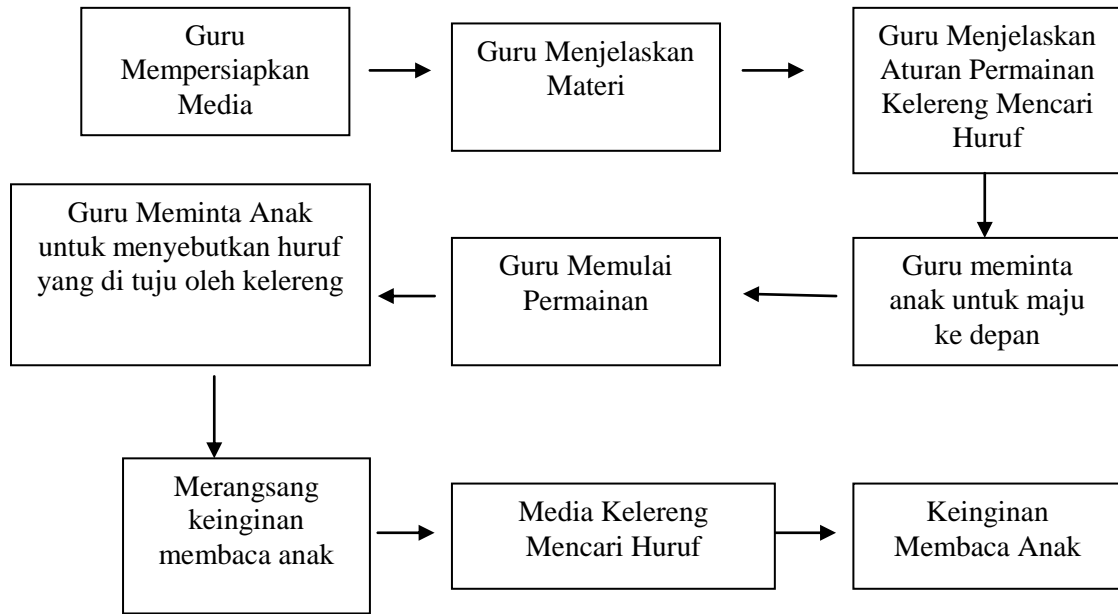 Guru
Mempersiapkan
Media
Guru Menjelaskan
Materi
Guru Menjelaskan
Aturan Permainan
Kelereng Mencari
Huruf
Guru meminta
anak untuk maju
ke depan
Guru Memulai
Permainan
Guru Meminta Anak
untuk menyebutkan huruf
yang di tuju oleh kelereng
Merangsang
keinginan
membaca anak
Media Kelereng
Mencari Huruf
Keinginan
Membaca Anak